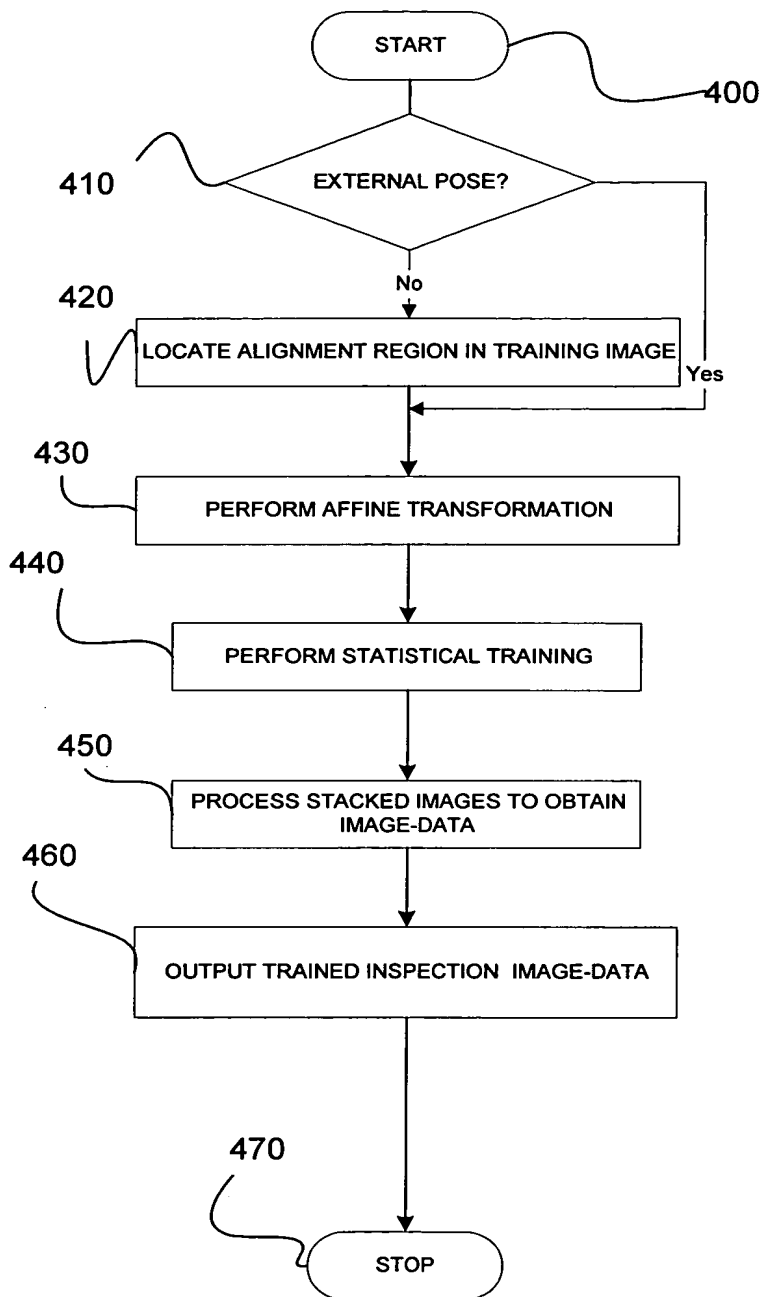 START
400
410
EXTERNAL POSE?
No
420
LOCATE ALIGNMENT REGION IN TRAINING IMAGE
Yes
430
PERFORM AFFINE TRANSFORMATION
440
PERFORM STATISTICAL TRAINING
450
PROCESS STACKED IMAGES TO OBTAIN
IMAGE-DATA
460
OUTPUT TRAINED INSPECTION IMAGE-DATA
470
STOP